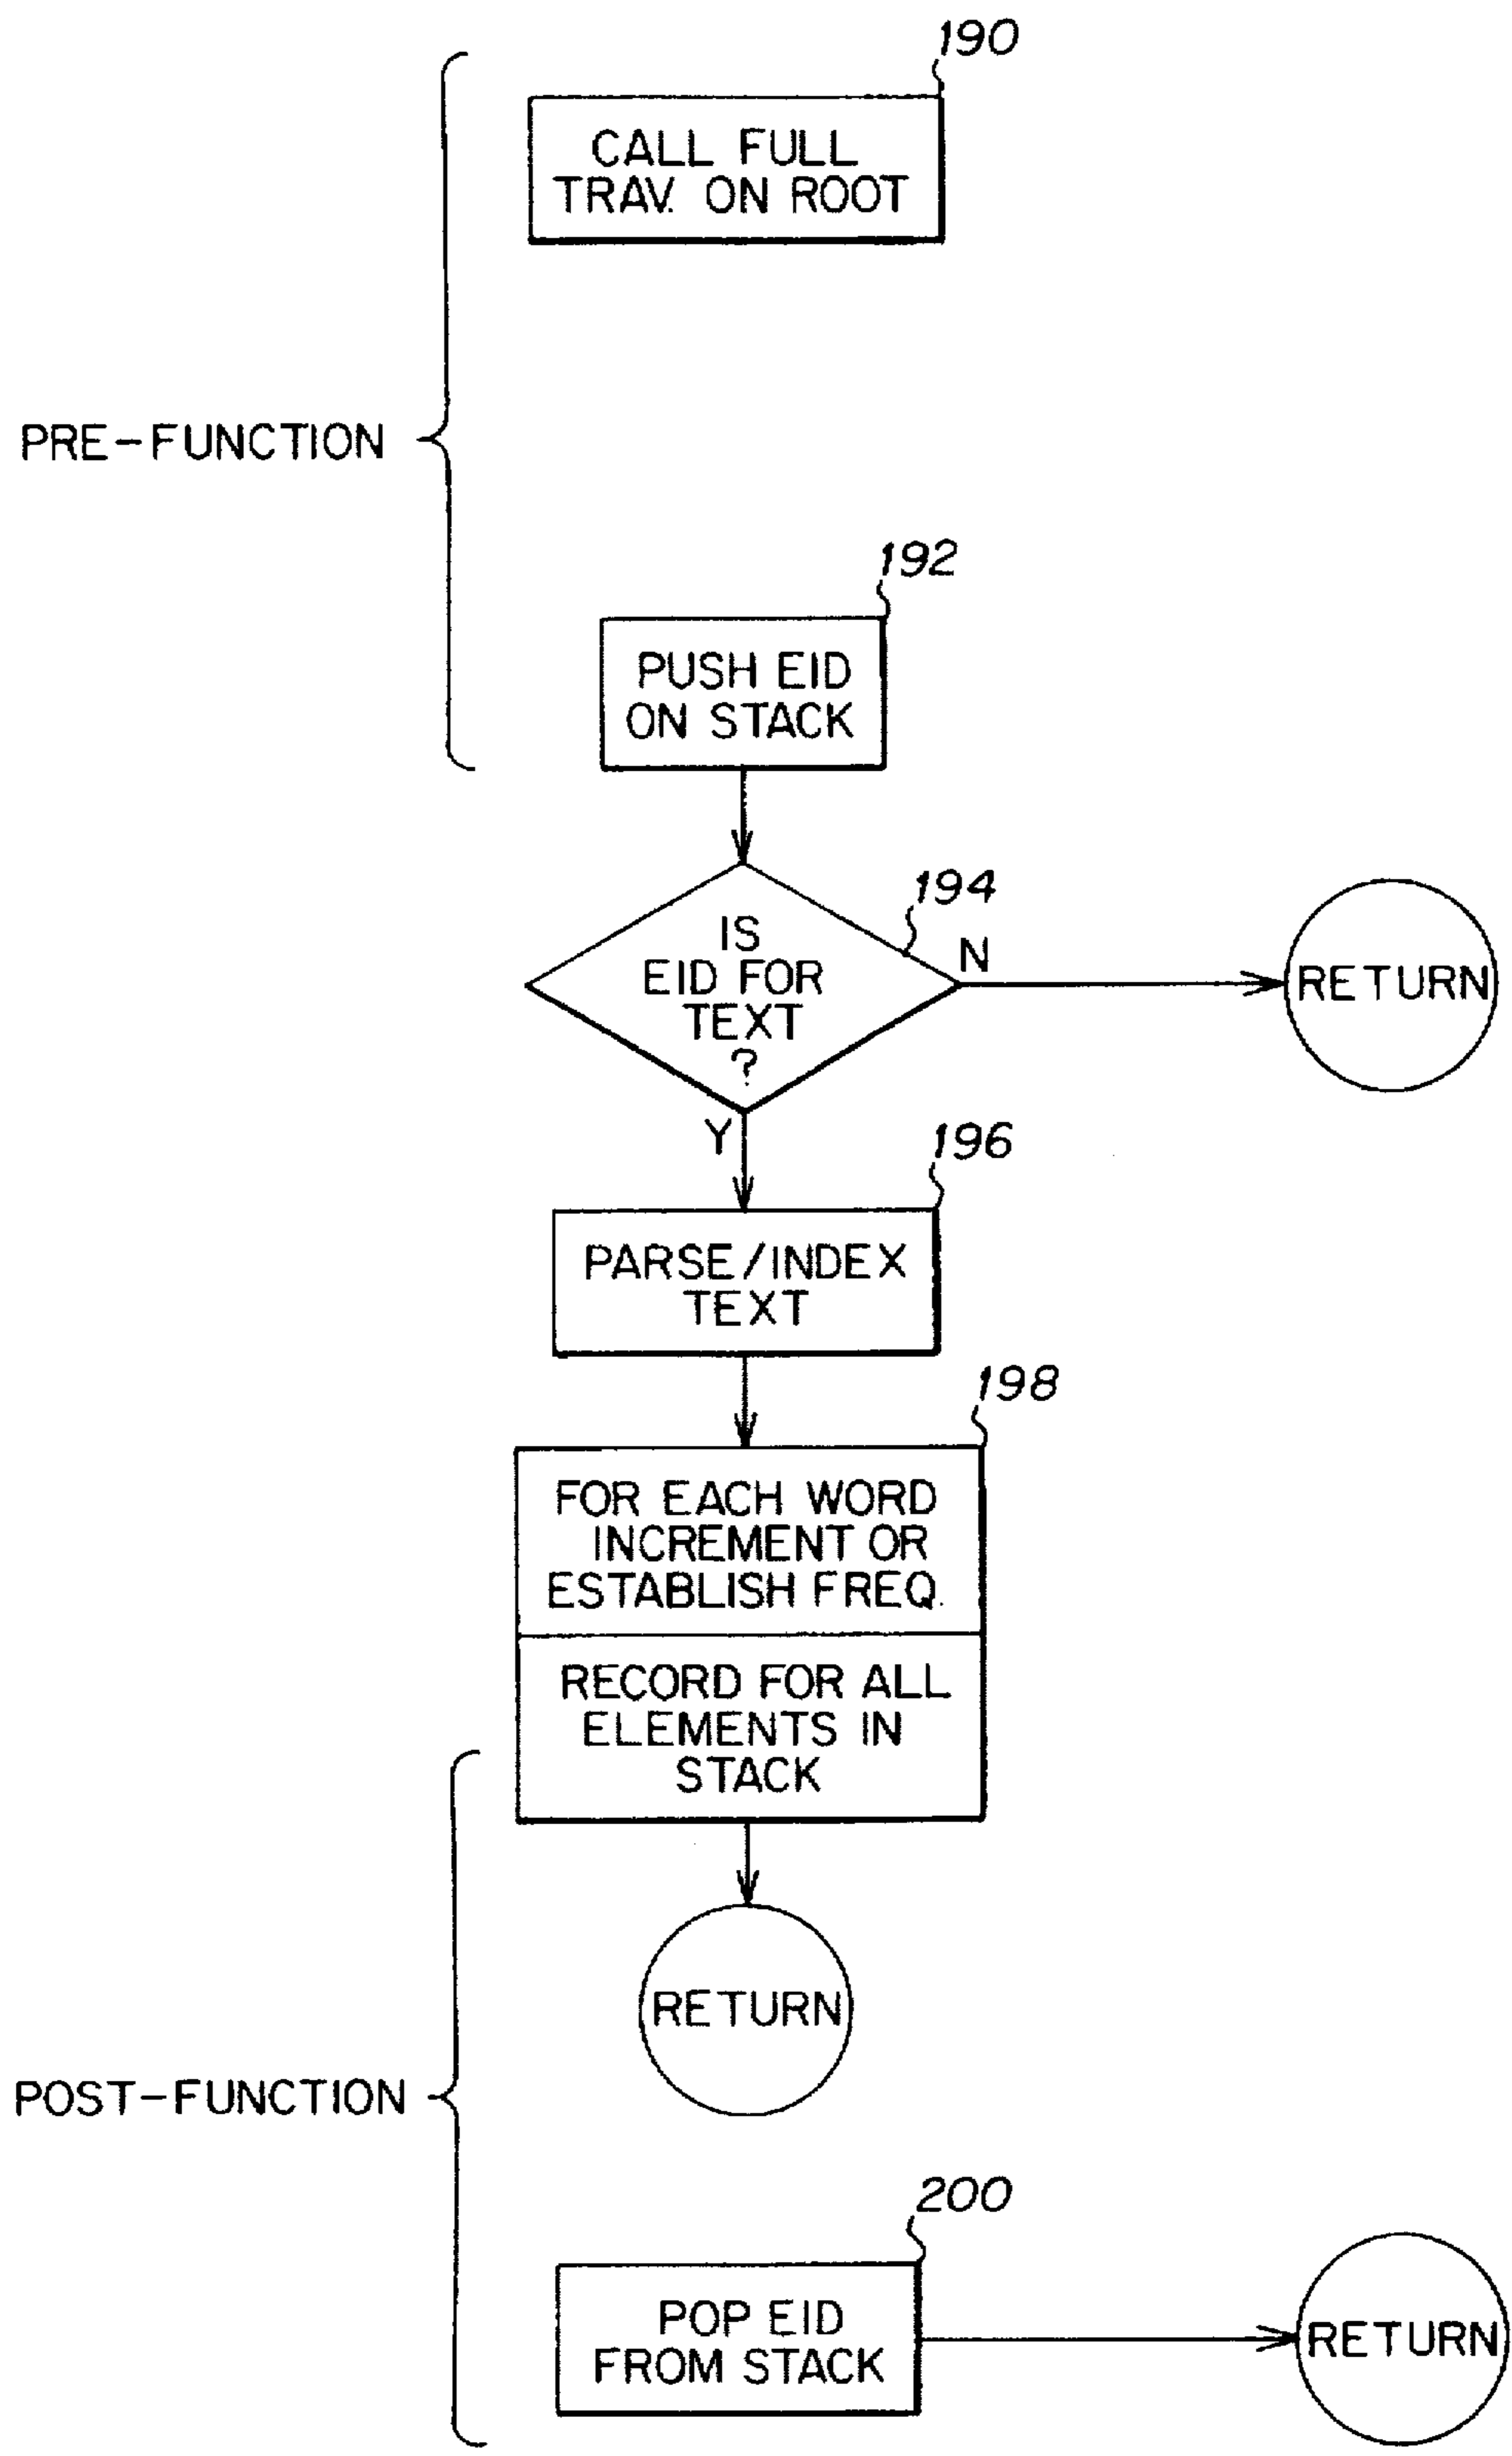 190
CALL FULL
TRAV. ON ROOT
PRE-FUNCTION
192
PUSH EID
ON STACK
194
IS
EID FOR
TEXT
?
N
RETURN
Y
196
PARSE/INDEX
TEXT
198
FOR EACH WORD
INCREMENT OR
ESTABLISH FREQ.
RECORD FOR ALL
ELEMENTS IN
STACK
RETURN
POST-FUNCTION
200
POP EID
FROM STACK
RETURN